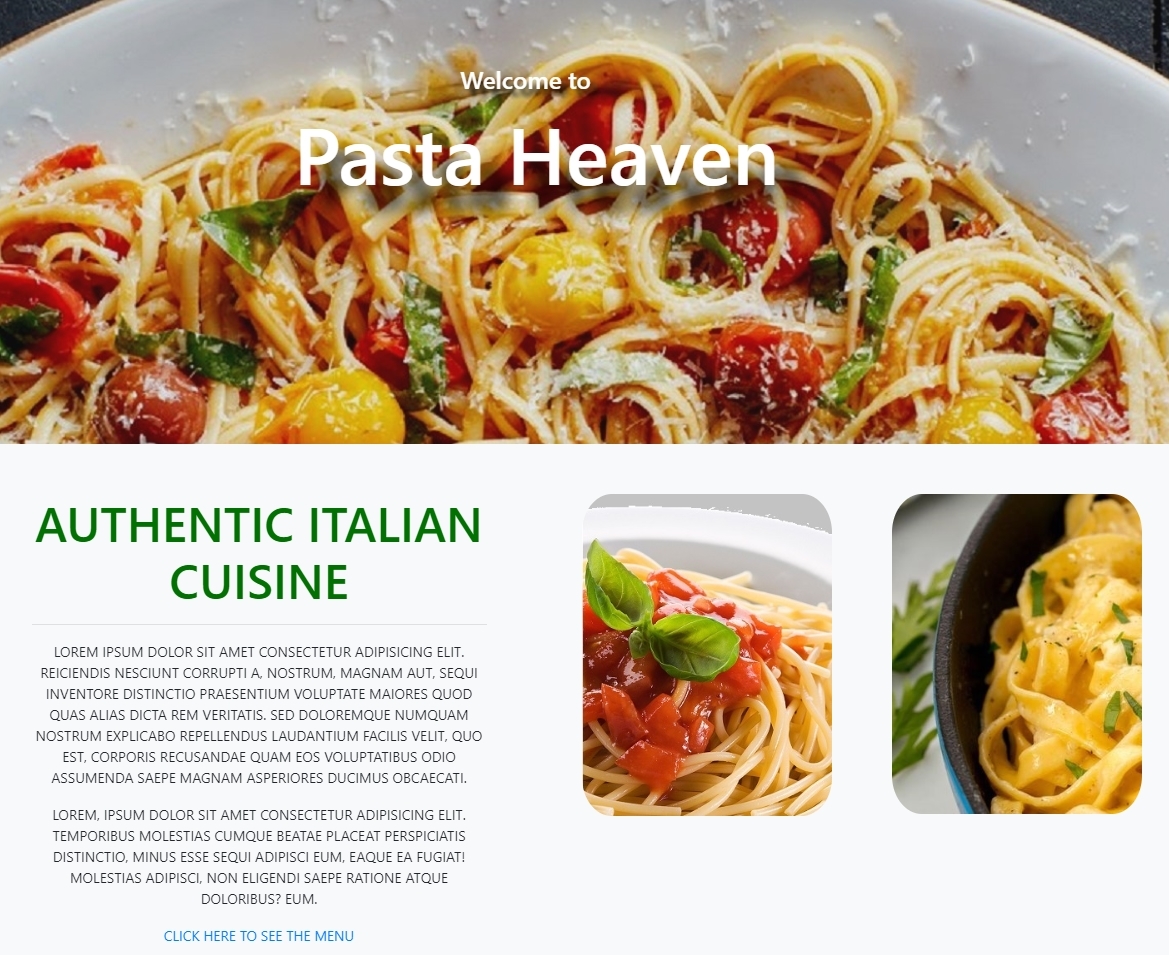 Welcome to
Pasta Heaven
AUTHENTIC ITALIAN
CUISINE
LOREM IPSUM DOLOR SIT AMET CONSECTETUR ADIPISICING ELIT.
REICIENDIS NESCIUNT CORRUPTI A, NOSTRUM, MAGNAM AUT, SEQUI
INVENTORE DISTINCTIO PRAESENTIUM VOLUPTATE MAIORES QUOD
QUAS ALIAS DICTA REM VERITATIS. SED DOLOREMQUE NUMQUAM
NOSTRUM EXPLICABO REPELLENDUS LAUDANTIUM FACILIS VELIT, QUO
EST, CORPORIS RECUSANDAE QUAM EOS VOLUPTATIBUS ODIO
ASSUMENDA SAEPE MAGNAM ASPERIORES DUCIMUS OBCAECATI.
LOREM, IPSUM DOLOR SIT AMET CONSECTETUR ADIPISICING ELIT.
TEMPORIBUS MOLESTIAS CUMQUE BEATAE PLACEAT PERSPICIATIS
DISTINCTIO, MINUS ESSE SEQUI ADIPISCI EUM, EAQUE EA FUGIAT!
MOLESTIAS ADIPISCI, NON ELIGENDI SAEPE RATIONE ATQUE
DOLORIBUS? EUM.
CLICK HERE TO SEE THE MENU